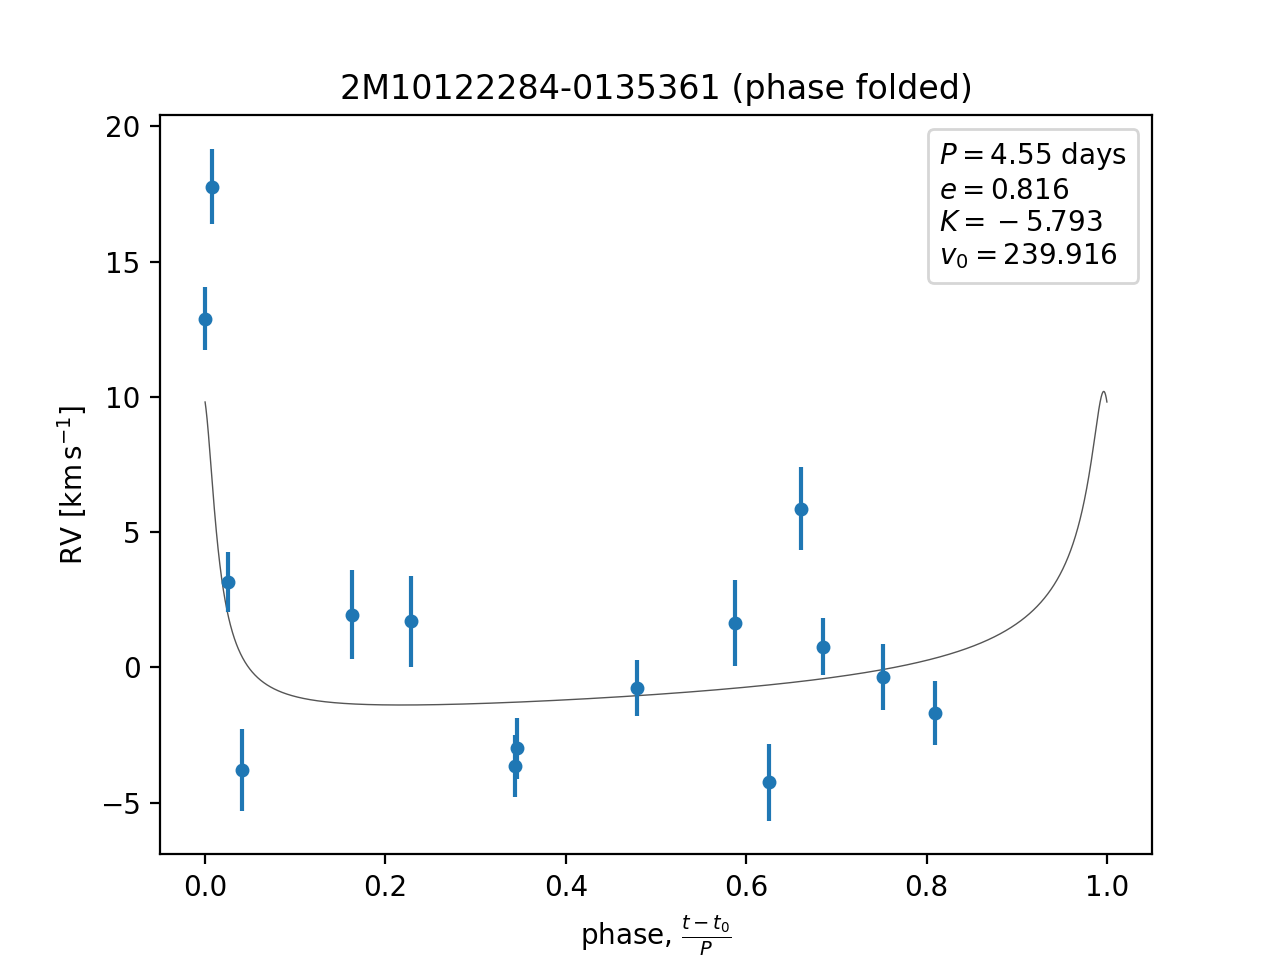 2M10122284-0135361 (phase folded)
P = 4.55 days
e = 0.816
K = −5.793
v₀ = 239.916
RV [km s⁻¹]
20
15
10
5
0
−5
0.0 0.2 0.4 0.6 0.8 1.0
phase, (t − t₀)/P